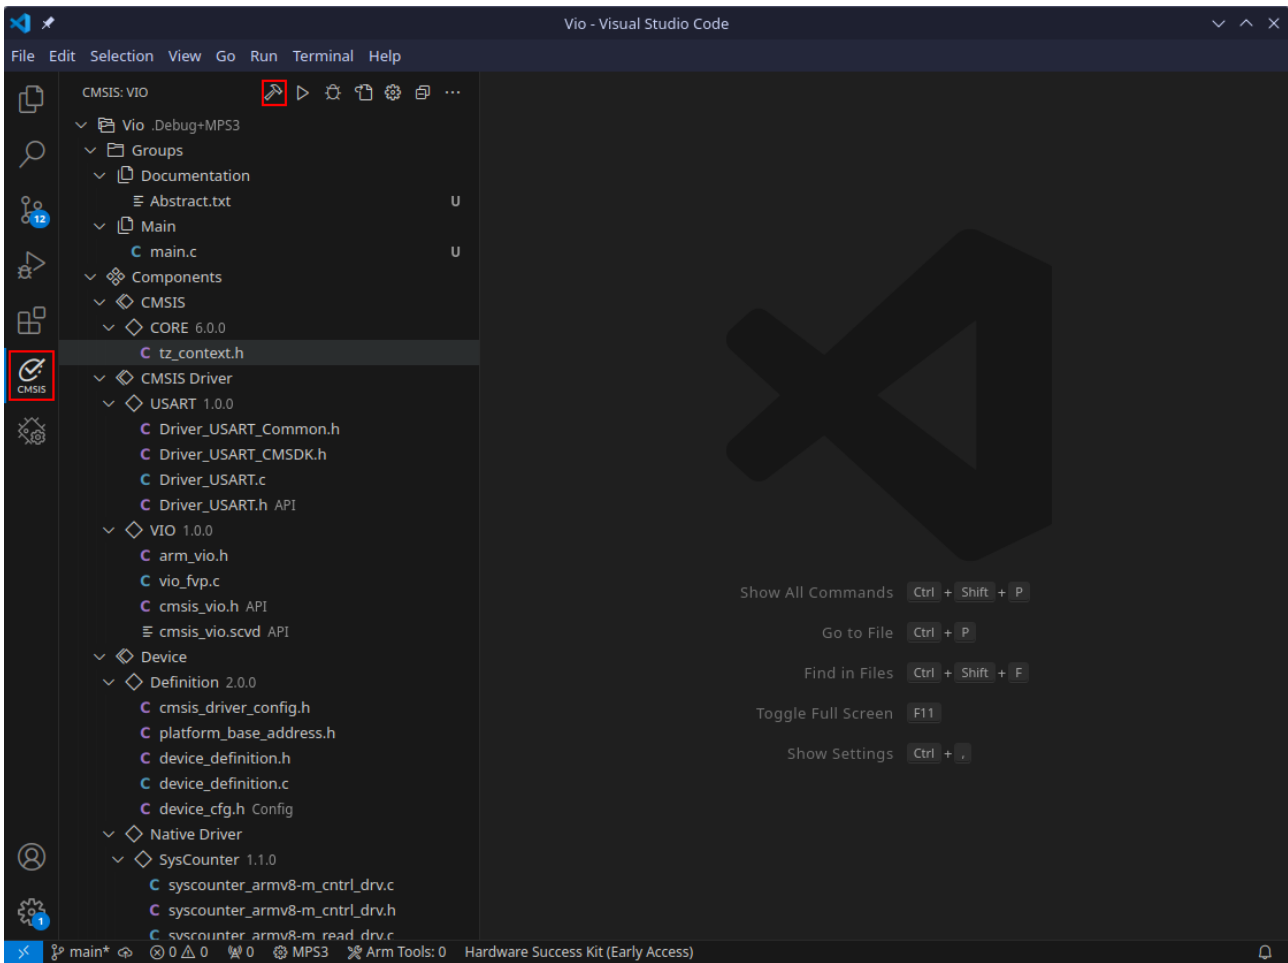 Vio - Visual Studio Code
File Edit Selection View Go Run Terminal Help
CMSIS: VIO
Vio .Debug+MPS3
Groups
Documentation
Abstract.txt U
Main
C main.c U
Components
CMSIS
CORE 6.0.0
C tz_context.h
CMSIS Driver
USART 1.0.0
C Driver_USART_Common.h
C Driver_USART_CMSDK.h
C Driver_USART.c
C Driver_USART.h API
VIO 1.0.0
C arm_vio.h
C vio_fvp.c
C cmsis_vio.h API
cmsis_vio.scvd API
Device
Definition 2.0.0
C cmsis_driver_config.h
C platform_base_address.h
C device_definition.h
C device_definition.c
C device_cfg.h Config
Native Driver
SysCounter 1.1.0
C syscounter_armv8-m_cntrl_drv.c
C syscounter_armv8-m_cntrl_drv.h
C syscounter_armv8-m_read_drv.c
12
CMSIS
1
Show All Commands Ctrl + Shift + P
Go to File Ctrl + P
Find in Files Ctrl + Shift + F
Toggle Full Screen F11
Show Settings Ctrl + ,
main* 0 0 0 MPS3 Arm Tools: 0 Hardware Success Kit (Early Access)